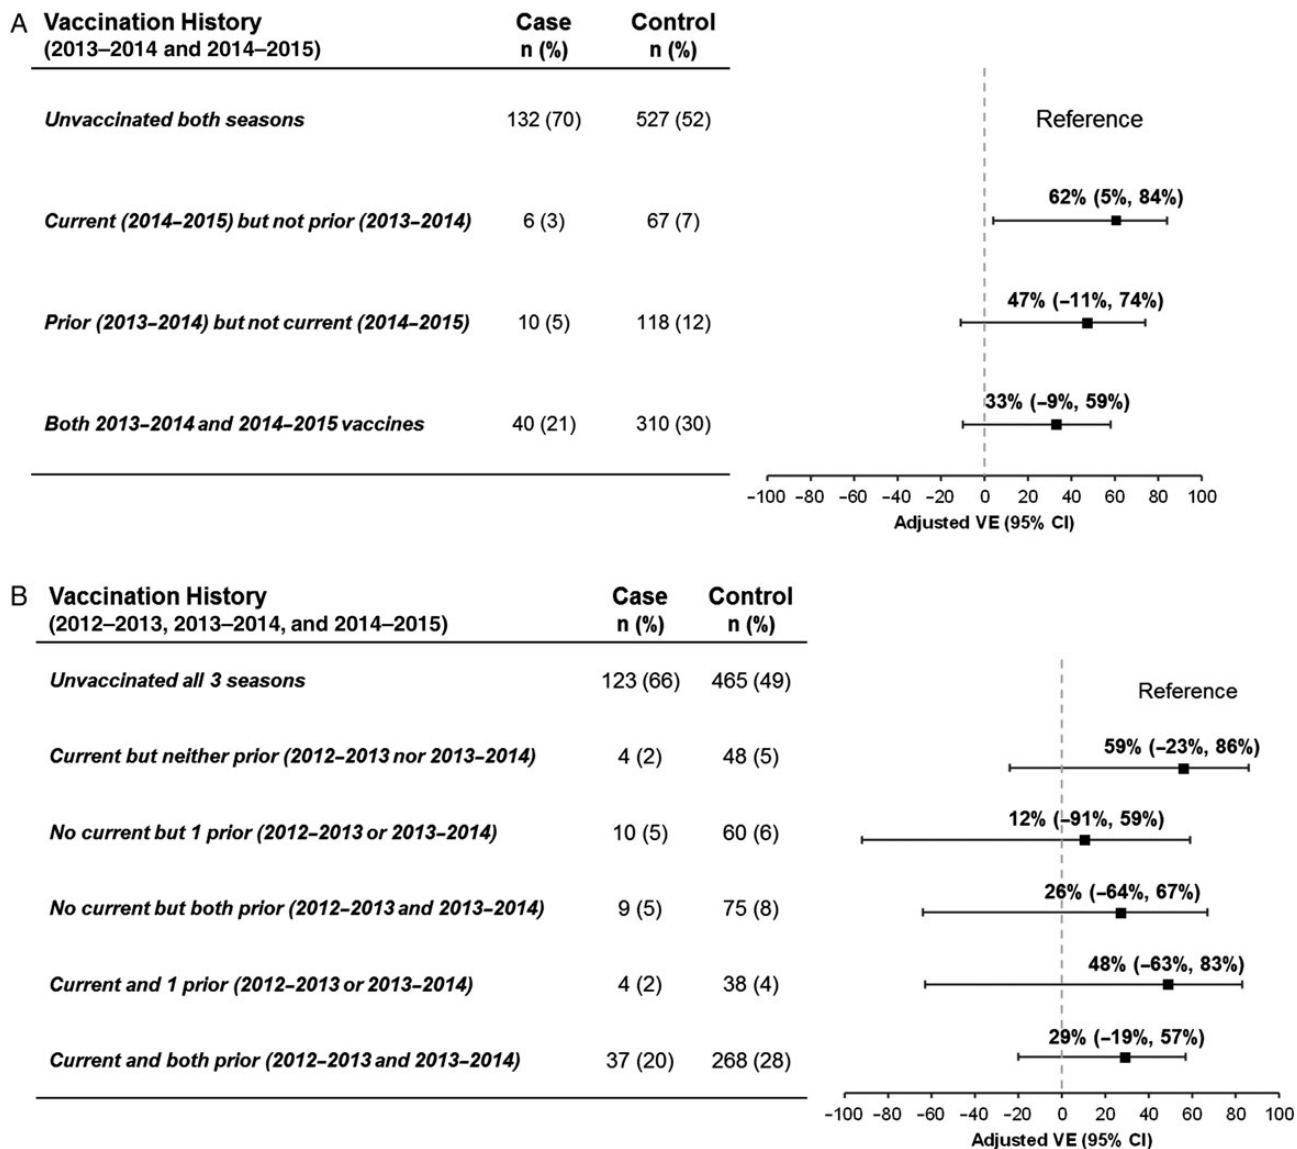 A Vaccination History Case Control
(2013–2014 and 2014–2015) n (%) n (%)
Unvaccinated both seasons 132 (70) 527 (52) Reference
62% (5%, 84%)
Current (2014–2015) but not prior (2013–2014) 6 (3) 67 (7)
47% (–11%, 74%)
Prior (2013–2014) but not current (2014–2015) 10 (5) 118 (12)
33% (–9%, 59%)
Both 2013–2014 and 2014–2015 vaccines 40 (21) 310 (30)
–100 –80 –60 –40 –20 0 20 40 60 80 100
Adjusted VE (95% CI)
B Vaccination History Case Control
(2012–2013, 2013–2014, and 2014–2015) n (%) n (%)
Unvaccinated all 3 seasons 123 (66) 465 (49) Reference
59% (–23%, 86%)
Current but neither prior (2012–2013 nor 2013–2014) 4 (2) 48 (5)
12% (–91%, 59%)
No current but 1 prior (2012–2013 or 2013–2014) 10 (5) 60 (6)
26% (–64%, 67%)
No current but both prior (2012–2013 and 2013–2014) 9 (5) 75 (8)
48% (–63%, 83%)
Current and 1 prior (2012–2013 or 2013–2014) 4 (2) 38 (4)
29% (–19%, 57%)
Current and both prior (2012–2013 and 2013–2014) 37 (20) 268 (28)
–100 –80 –60 –40 –20 0 20 40 60 80 100
Adjusted VE (95% CI)